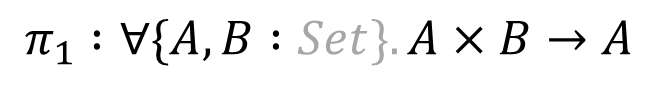 π₁ : ∀{A, B : Set}. A × B → A